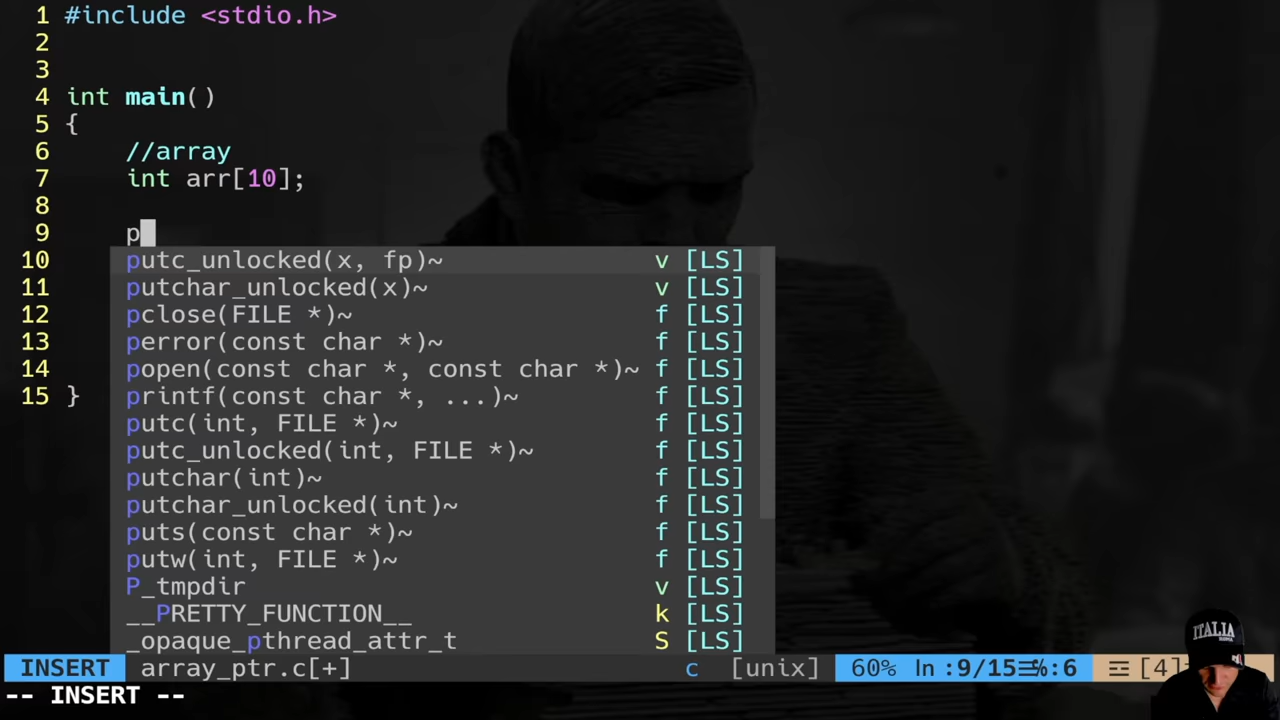 1 #include <stdio.h>
2
3
4 int main()
5 {
6 //array
7 int arr[10];
8
9 p
10 putc_unlocked(x, fp)~ v [LS]
11 putchar_unlocked(x)~ v [LS]
12 pclose(FILE *)~ f [LS]
13 perror(const char *)~ f [LS]
14 popen(const char *, const char *)~ f [LS]
15 } printf(const char *, ...)~ f [LS]
putc(int, FILE *)~ f [LS]
putc_unlocked(int, FILE *)~ f [LS]
putchar(int)~ f [LS]
putchar_unlocked(int)~ f [LS]
puts(const char *)~ f [LS]
putw(int, FILE *)~ f [LS]
P_tmpdir v [LS]
__PRETTY_FUNCTION__ k [LS]
_opaque_pthread_attr_t S [LS]
INSERT array_ptr.c[+] c [unix] 60% ln :9/15≡%:6 ☲ [4]
-- INSERT --
ITALIA